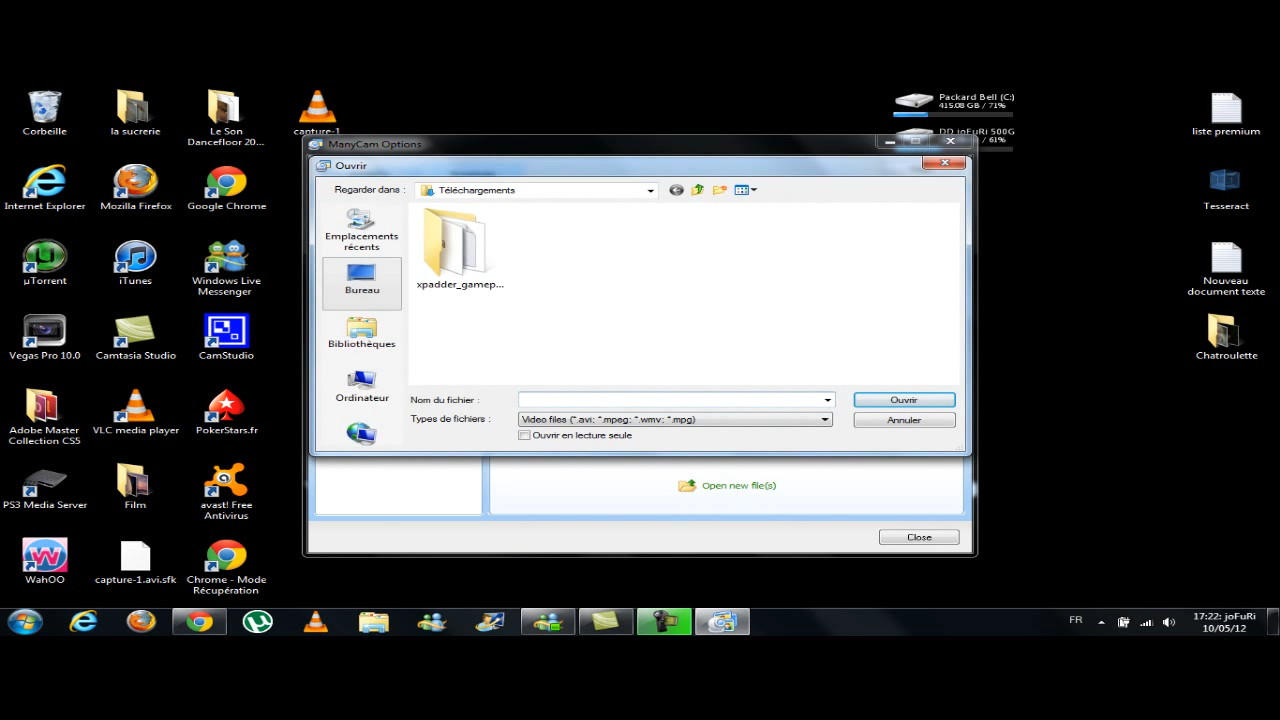 Corbeille
la sucrerie
Le Son
Dancefloor 20...
capture-1
Packard Bell (C:)
415.08 GB / 71%
DD joFuRi 500G
/ 61%
liste premium
Internet Explorer
Mozilla Firefox
Google Chrome
Tesseract
µTorrent
iTunes
Windows Live
Messenger
Nouveau
document texte
Vegas Pro 10.0
Camtasia Studio
CamStudio
Chatroulette
Adobe Master
Collection CS5
VLC media player
PokerStars.fr
PS3 Media Server
Film
avast! Free
Antivirus
WahOO
capture-1.avi.sfk
Chrome - Mode
Récupération
ManyCam Options
Ouvrir
Regarder dans :
Téléchargements
Emplacements
récents
Bureau
Bibliothèques
Ordinateur
xpadder_gamep...
Nom du fichier :
Ouvrir
Types de fichiers :
Video files (*.avi; *.mpeg; *.wmv; *.mpg)
Annuler
Ouvrir en lecture seule
Open new file(s)
Close
FR
17:22: joFuRi
10/05/12